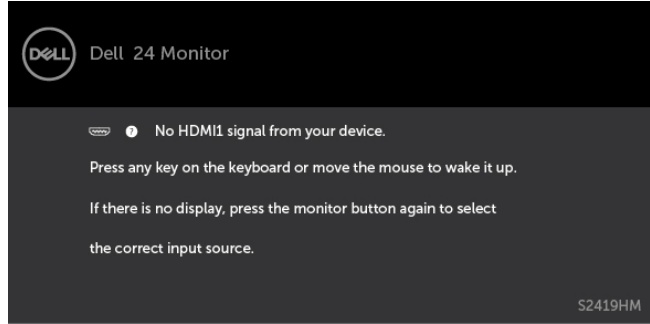 DELL
Dell 24 Monitor
? No HDMI1 signal from your device.
Press any key on the keyboard or move the mouse to wake it up.
If there is no display, press the monitor button again to select
the correct input source.
S2419HM